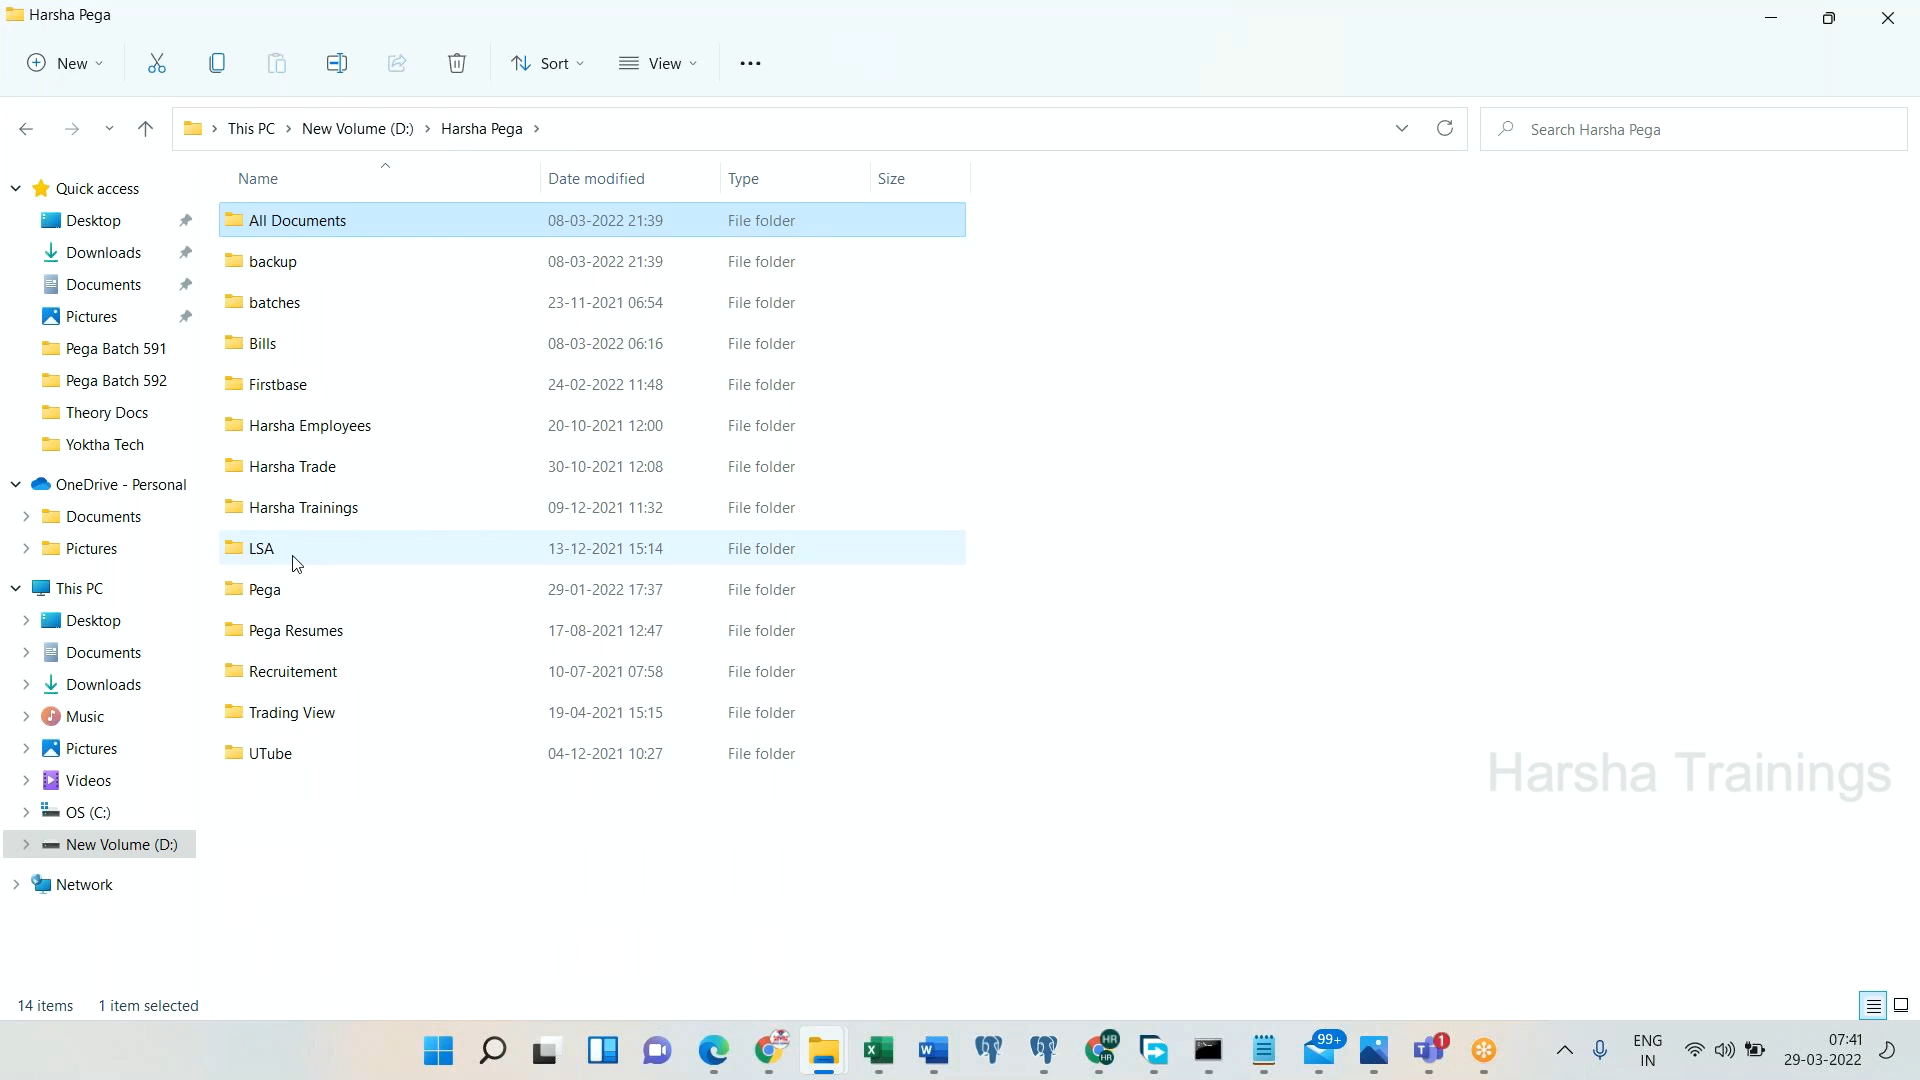 Harsha Pega
New
Sort
View
This PC
New Volume (D:)
Harsha Pega
Search Harsha Pega
Name
Date modified
Type
Size
Quick access
Desktop
Downloads
Documents
Pictures
Pega Batch 591
Pega Batch 592
Theory Docs
Yoktha Tech
OneDrive - Personal
Documents
Pictures
This PC
Desktop
Documents
Downloads
Music
Pictures
Videos
OS (C:)
New Volume (D:)
Network
All Documents 08-03-2022 21:39 File folder
backup 08-03-2022 21:39 File folder
batches 23-11-2021 06:54 File folder
Bills 08-03-2022 06:16 File folder
Firstbase 24-02-2022 11:48 File folder
Harsha Employees 20-10-2021 12:00 File folder
Harsha Trade 30-10-2021 12:08 File folder
Harsha Trainings 09-12-2021 11:32 File folder
LSA 13-12-2021 15:14 File folder
Pega 29-01-2022 17:37 File folder
Pega Resumes 17-08-2021 12:47 File folder
Recruitement 10-07-2021 07:58 File folder
Trading View 19-04-2021 15:15 File folder
UTube 04-12-2021 10:27 File folder
Harsha Trainings
14 items 1 item selected
HR
HR
99+
1
ENG
IN
07:41
29-03-2022